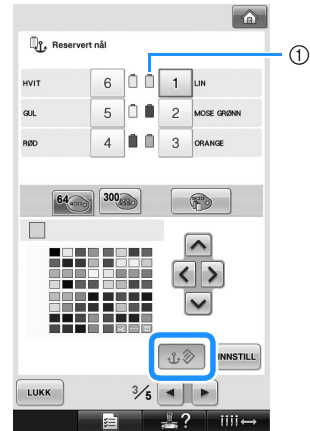 Reservert nål
①
HVIT 6 1 LIN
GUL 5 2 MOSE GRØNN
RØD 4 3 ORANGE
64 300
INNSTILL
LUKK 3/5
?